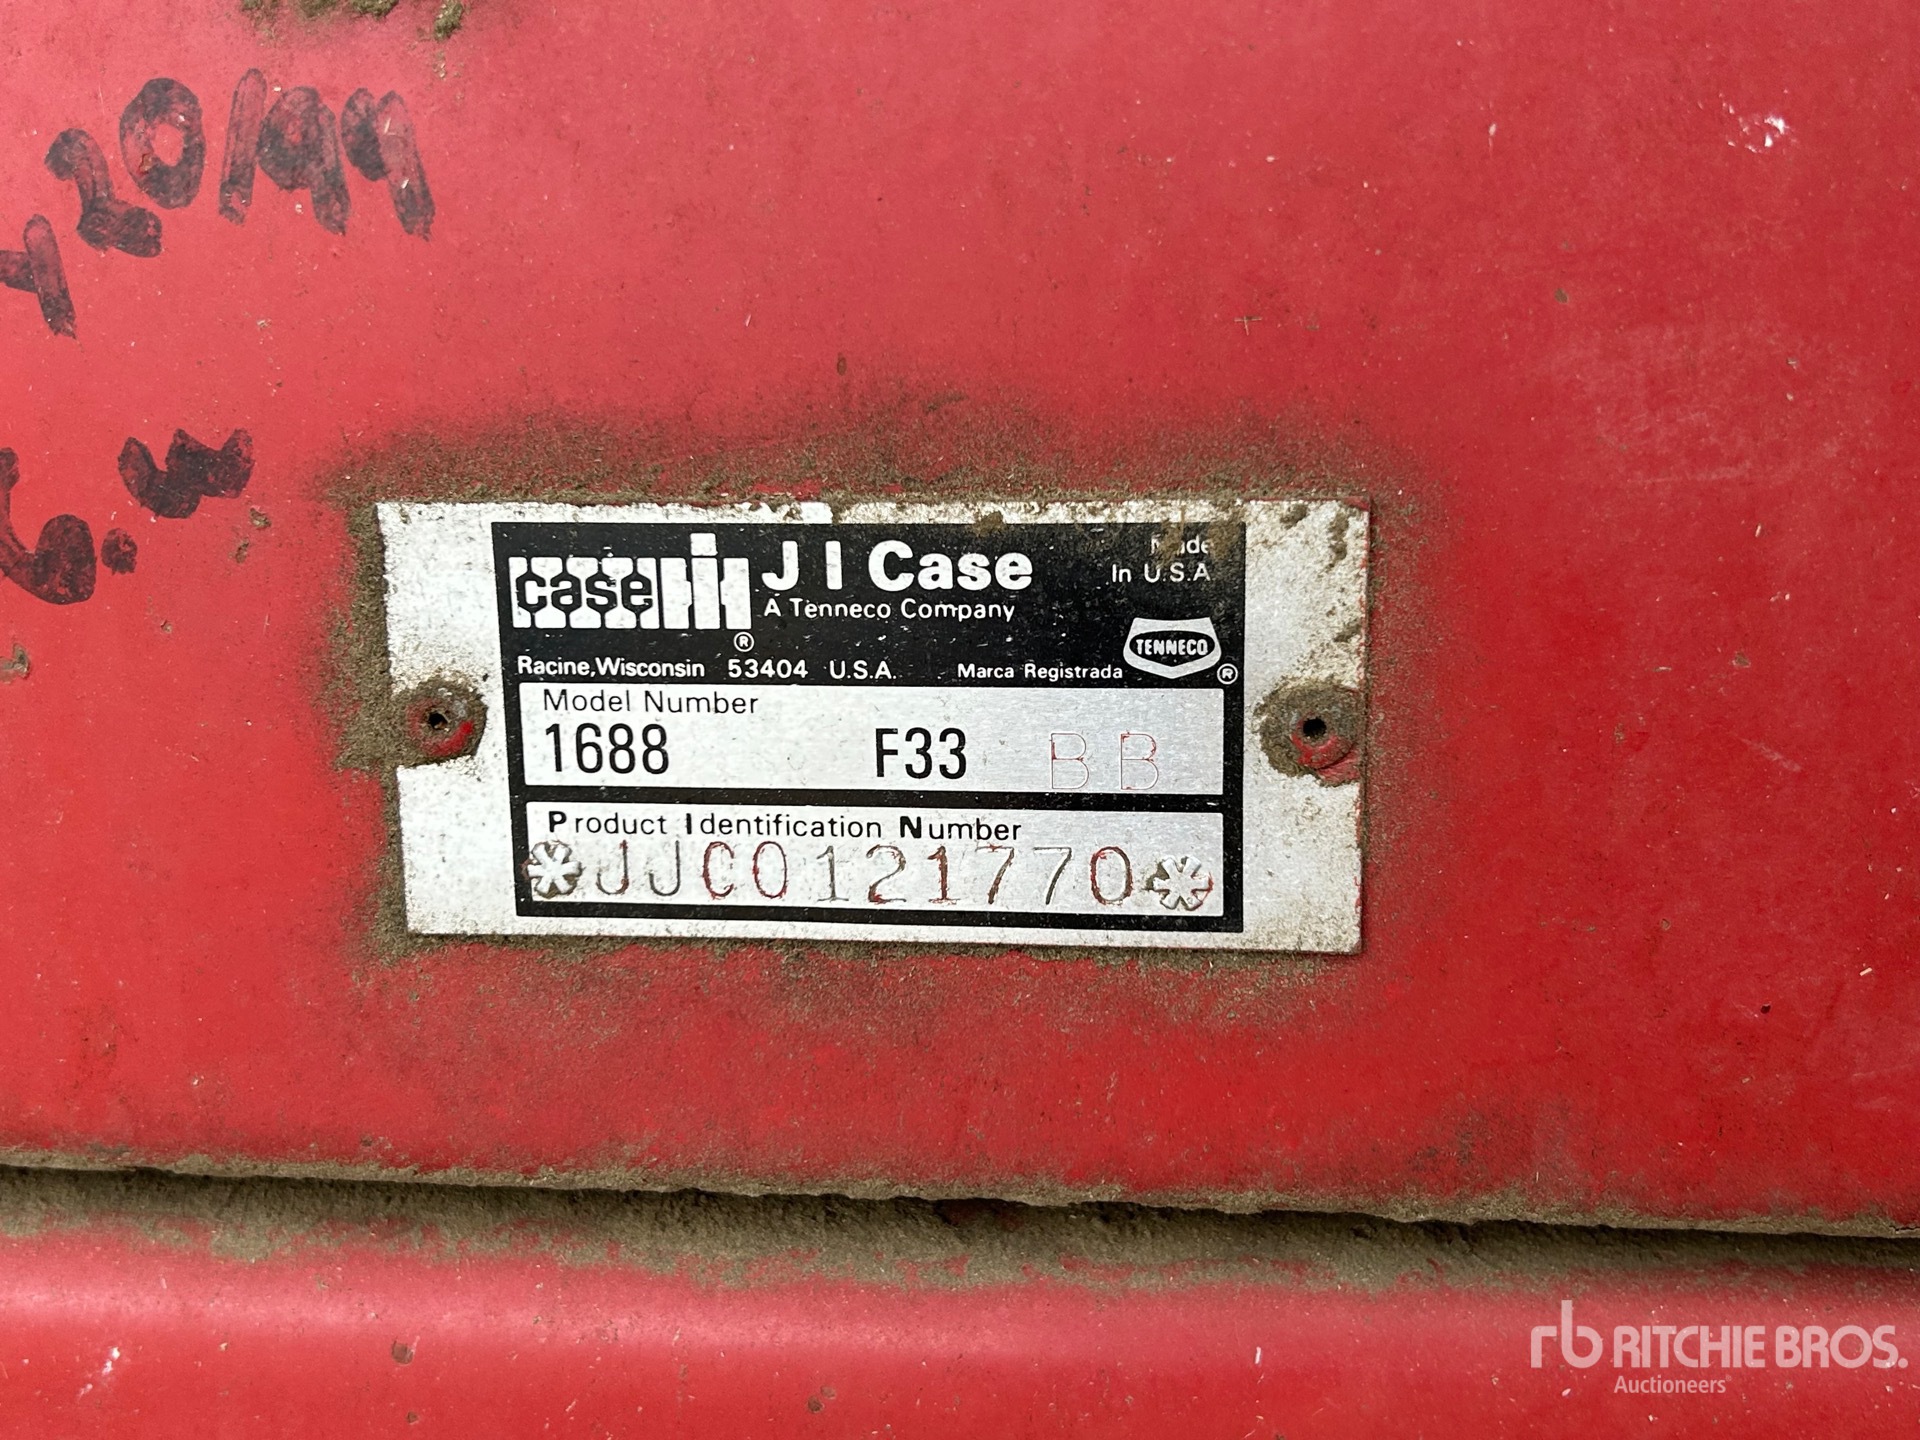 case IH ®
J I Case
A Tenneco Company
Made
In U.S.A
TENNECO ®
Racine, Wisconsin 53404 U.S.A. Marca Registrada
Model Number
1688 F33 BB
Product Identification Number
*JJC0121770*
rb RITCHIE BROS.
Auctioneers